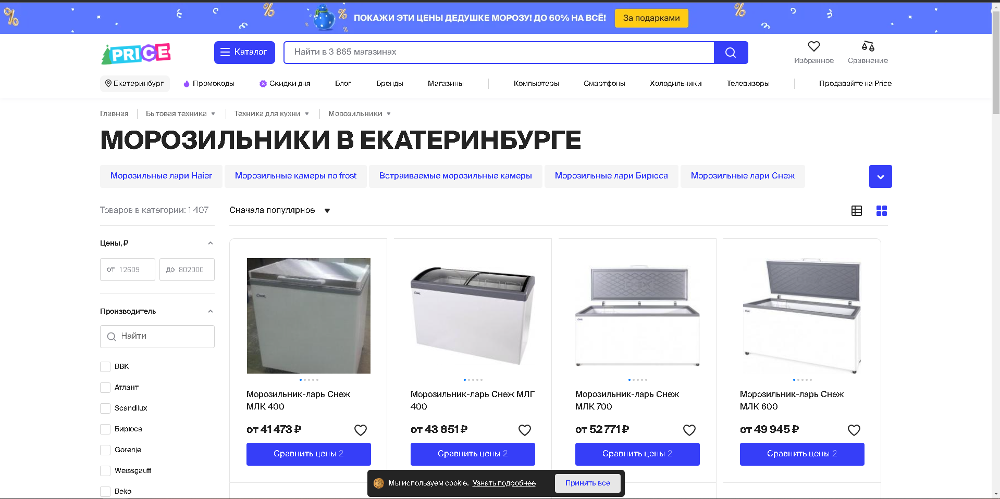 ПОКАЖИ ЭТИ ЦЕНЫ ДЕДУШКЕ МОРОЗУ! ДО 60% НА ВСЁ!
За подарками
PRICE
Каталог
Найти в 3 865 магазинах
Избранное
Сравнение
Екатеринбург
Промокоды
Скидки дня
Блог
Бренды
Магазины
Компьютеры
Смартфоны
Холодильники
Телевизоры
Продавайте на Price
Главная
Бытовая техника
Техника для кухни
Морозильники
МОРОЗИЛЬНИКИ В ЕКАТЕРИНБУРГЕ
Морозильные лари Haier
Морозильные камеры no frost
Встраиваемые морозильные камеры
Морозильные лари Бирюса
Морозильные лари Снеж
Товаров в категории: 1 407
Сначала популярное
Цены, ₽
от 12609
до 802000
Производитель
Найти
BBK
Атлант
Scandilux
Бирюса
Gorenje
Weissgauff
Beko
Морозильник-ларь Снеж
МЛК 400
от 41 473 ₽
Сравнить цены 2
Морозильник-ларь Снеж МЛГ
400
от 43 851 ₽
Сравнить цены 2
Морозильник-ларь Снеж
МЛК 700
от 52 771 ₽
Сравнить цены 2
Морозильник-ларь Снеж
МЛК 600
от 49 945 ₽
Сравнить цены 2
Мы используем cookie. Узнать подробнее
Принять все